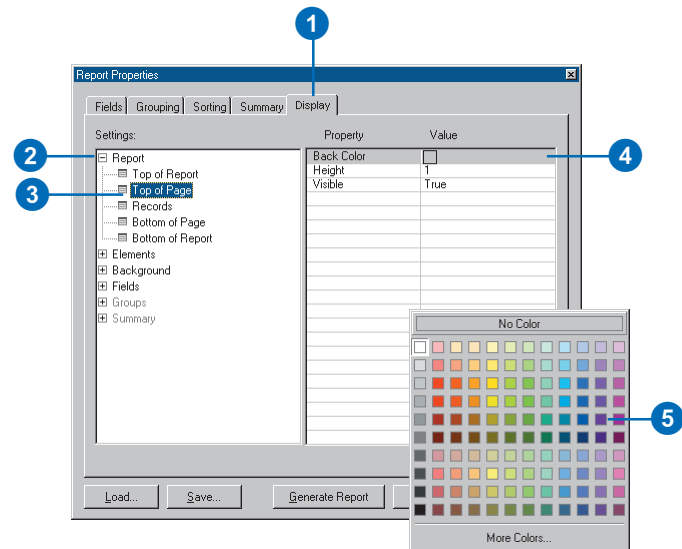 1
Report Properties
Fields Grouping Sorting Summary Display
Settings:
Property Value
2
Report
Back Color
4
Top of Report
Height 1
3
Top of Page
Visible True
Records
Bottom of Page
Bottom of Report
Elements
Background
Fields
Groups
Summary
No Color
5
More Colors...
Load... Save... Generate Report